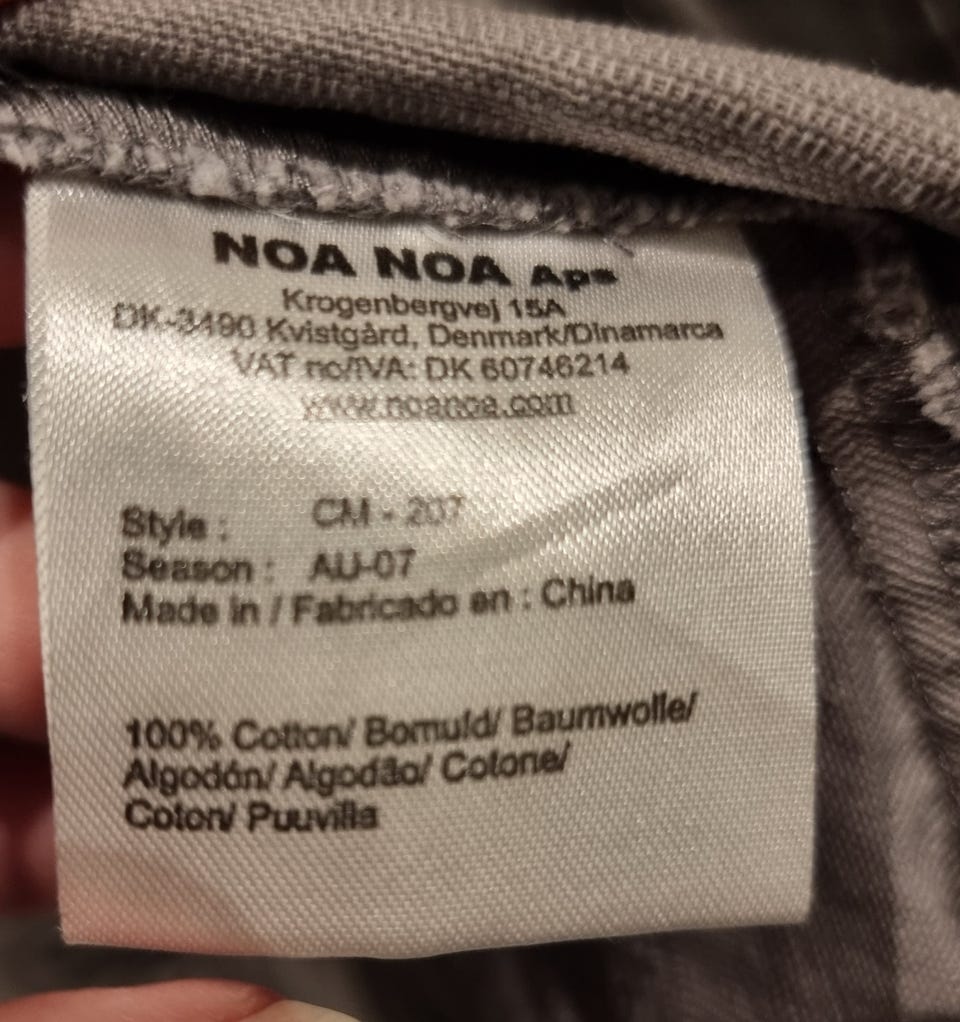 NOA NOA Aps
Krogenbergvej 15A
DK-3490 Kvistgård, Denmark/Dinamarca
VAT no/IVA: DK 60746214
www.noanoa.com
Style : CM - 207
Season : AU-07
Made in / Fabricado en : China
100% Cotton/ Bomuld/ Baumwolle/
Algodón/ Algodão/ Cotone/
Coton/ Puuvilla